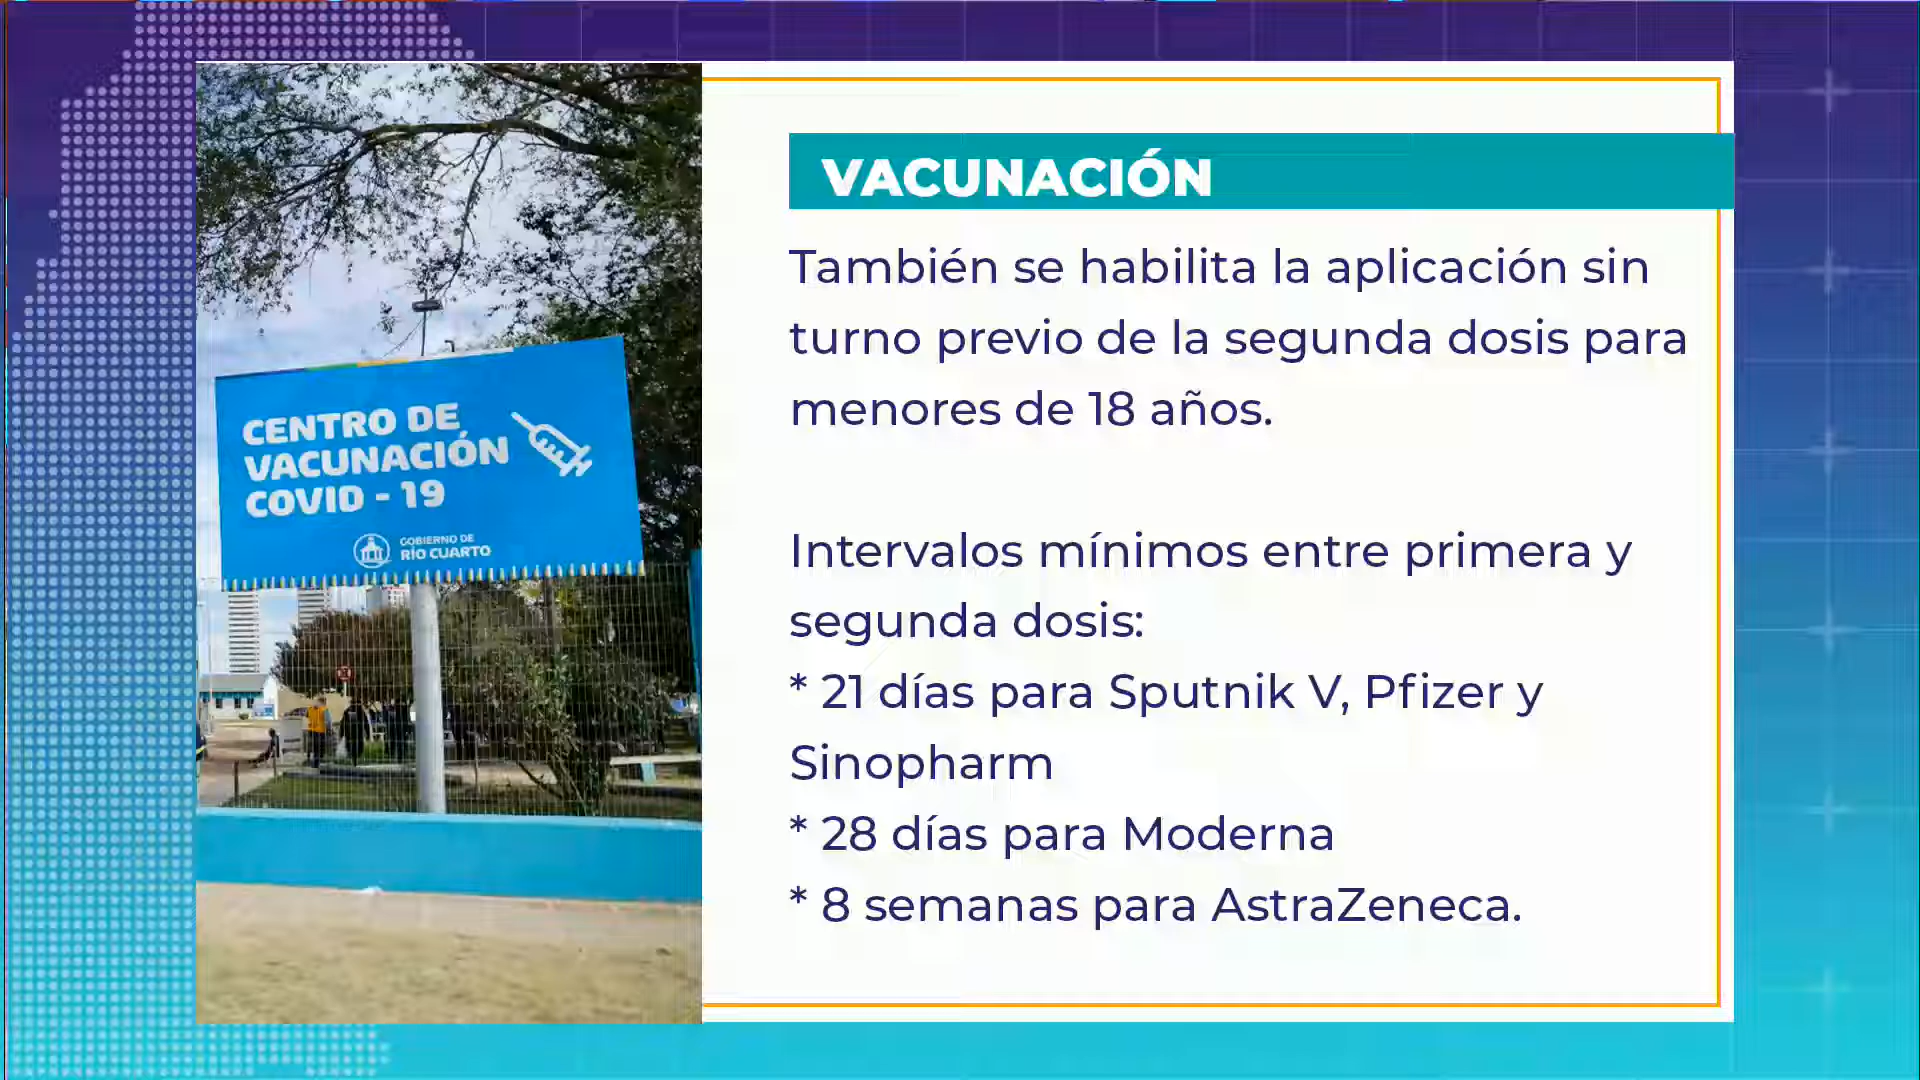 CENTRO DE
VACUNACIÓN
COVID - 19
GOBIERNO DE
RÍO CUARTO
VACUNACIÓN
También se habilita la aplicación sin
turno previo de la segunda dosis para
menores de 18 años.
Intervalos mínimos entre primera y
segunda dosis:
* 21 días para Sputnik V, Pfizer y
Sinopharm
* 28 días para Moderna
* 8 semanas para AstraZeneca.